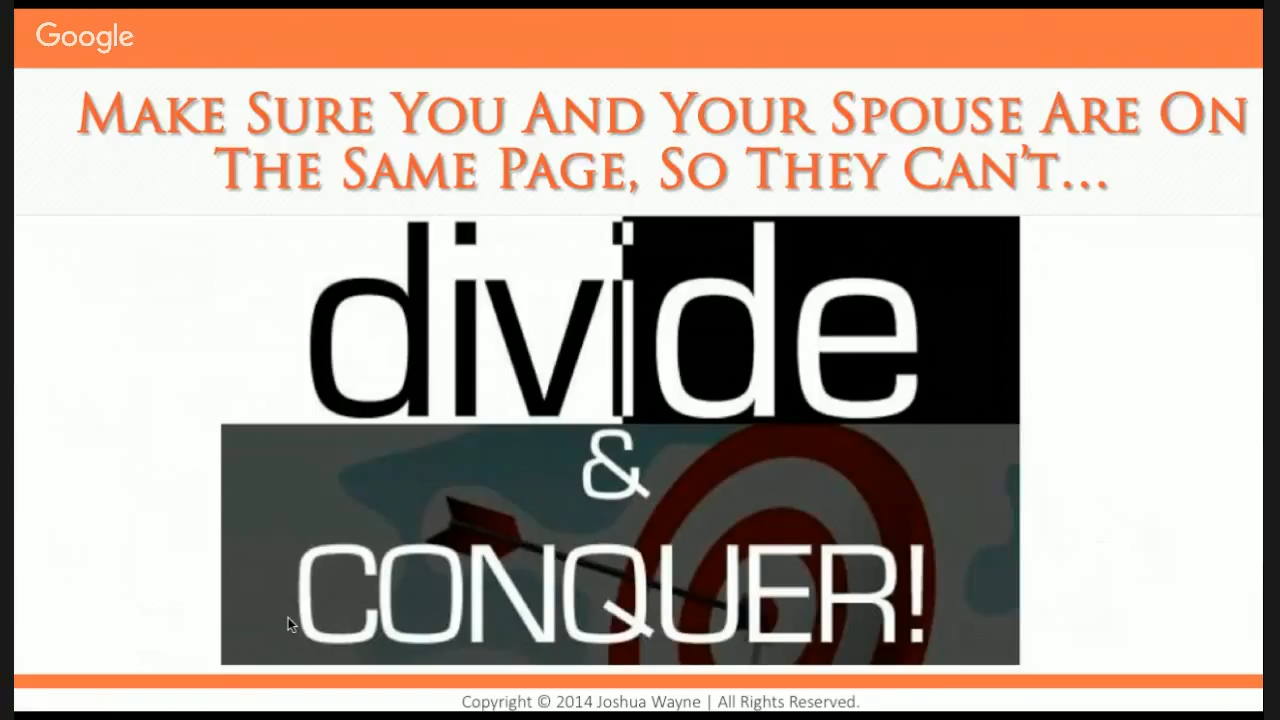 Google
Make Sure You And Your Spouse Are On
The Same Page, So They Can't...
divide
&
CONQUER!
Copyright © 2014 Joshua Wayne | All Rights Reserved.